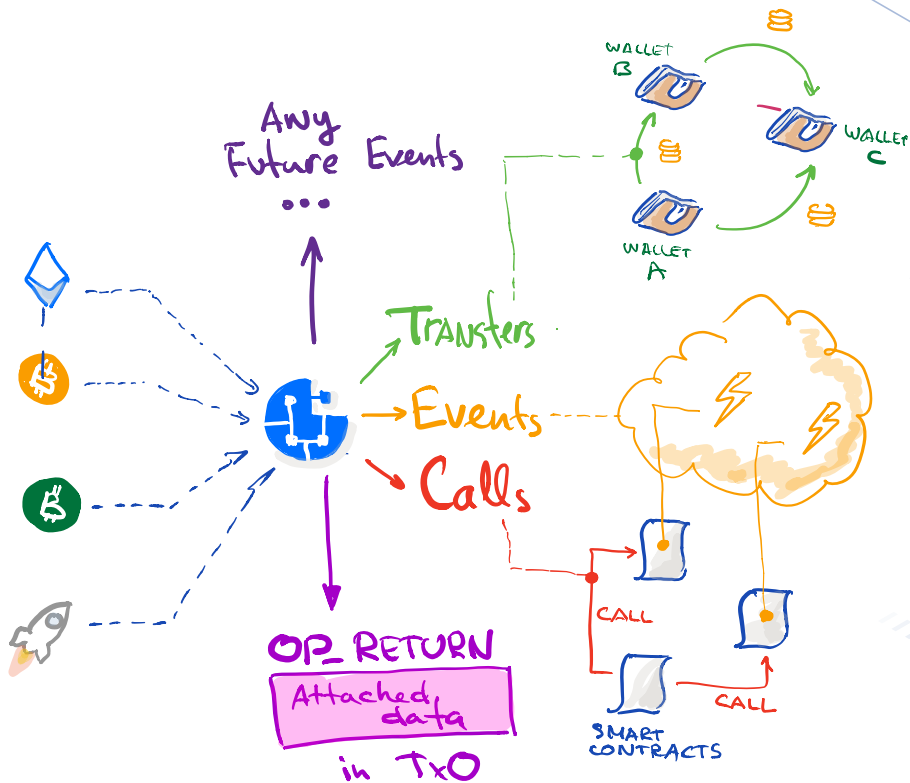 WALLET
B
Any
Future Events
...
WALLET
C
WALLET
A
Transfers
Events
Calls
CALL
CALL
SMART
CONTRACTS
OP_RETURN
Attached
data
in TxO